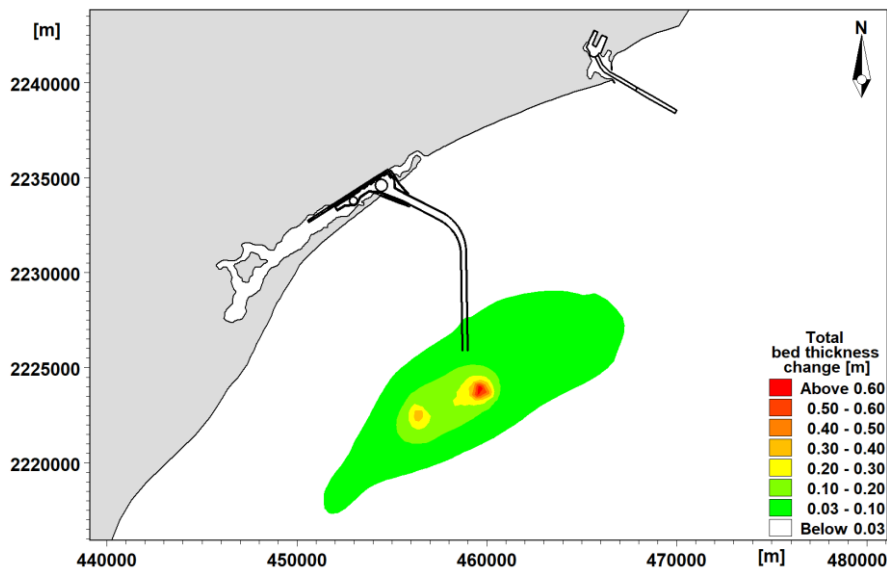 [m]
N
2240000
2235000
2230000
2225000
2220000
Total
bed thickness
change [m]
Above 0.60
0.50 - 0.60
0.40 - 0.50
0.30 - 0.40
0.20 - 0.30
0.10 - 0.20
0.03 - 0.10
Below 0.03
440000 450000 460000 470000 [m] 480000